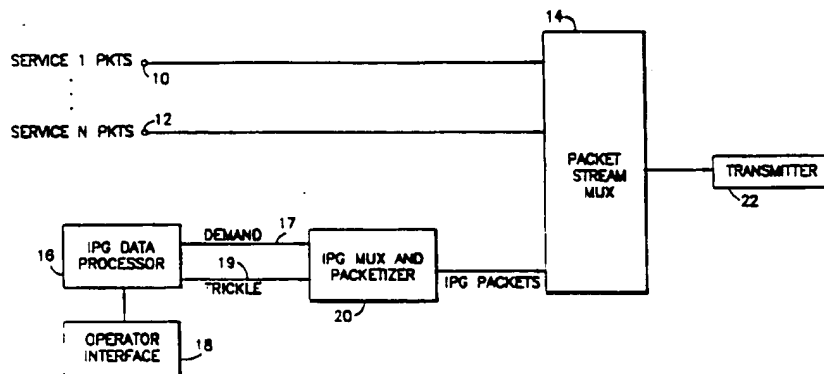 14
SERVICE 1 PKTS
10
SERVICE N PKTS
12
PACKET
STREAM
MUX
TRANSMITTER
22
DEMAND
17
16
IPG DATA
PROCESSOR
19
TRICKLE
IPG MUX AND
PACKETIZER
20
IPG PACKETS
OPERATOR
INTERFACE
18